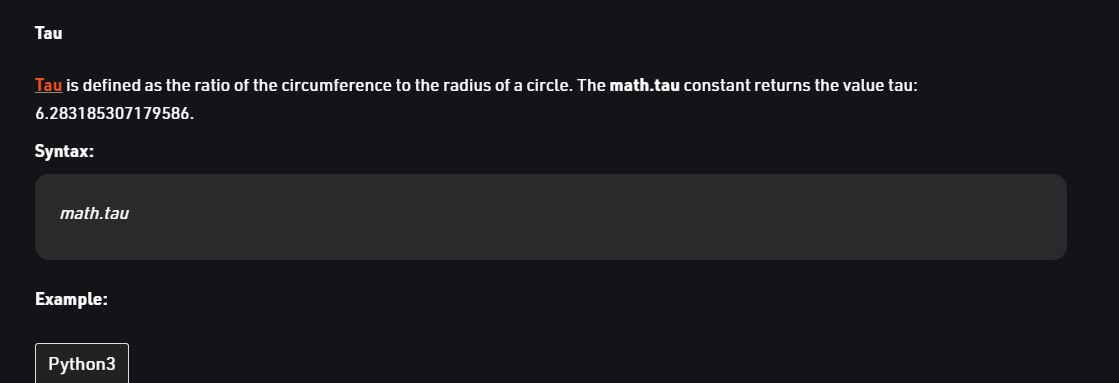 Tau
Tau is defined as the ratio of the circumference to the radius of a circle. The math.tau constant returns the value tau:
6.283185307179586.
Syntax:
math.tau
Example:
Python3